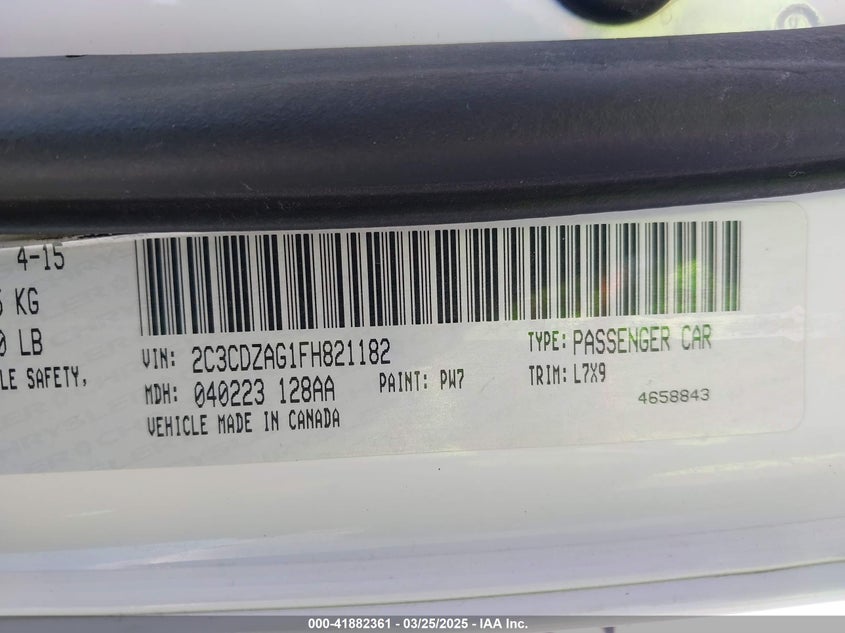 4-15
KG
LB
LE SAFETY,
VIN: 2C3CDZAG1FH821182
TYPE: PASSENGER CAR
MDH: 040223 128AA
PAINT: PW7
TRIM: L7X9
VEHICLE MADE IN CANADA
4658843
000-41882361 - 03/25/2025 - IAA Inc.